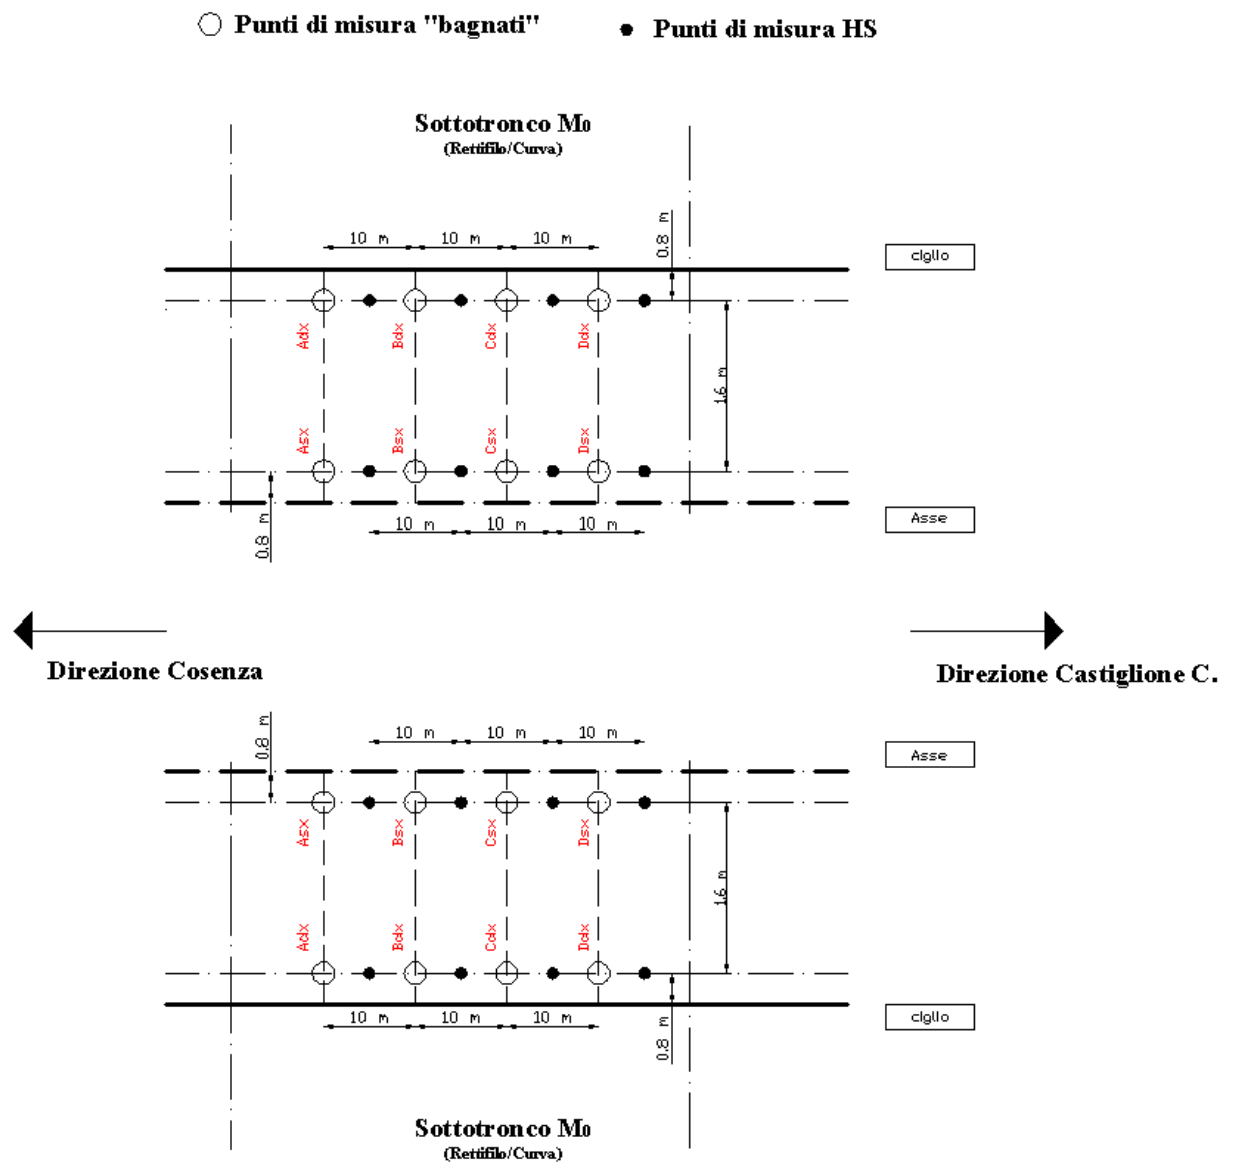 Punti di misura "bagnati"
Punti di misura HS
Sottotronco M0
(Rettifilo/Curva)
10 m 10 m 10 m
0.8 m
ciglio
Adx Bdx Cdx Ddx
1.6 m
Asx Bsx Csx Dsx
Asse
10 m 10 m 10 m
0.8 m
Direzione Cosenza
Direzione Castiglione C.
0.8 m
10 m 10 m 10 m
Asse
Asx Bsx Csx Dsx
1.6 m
Adx Bdx Cdx Ddx
10 m 10 m 10 m
ciglio
0.8 m
Sottotronco M0
(Rettifilo/Curva)